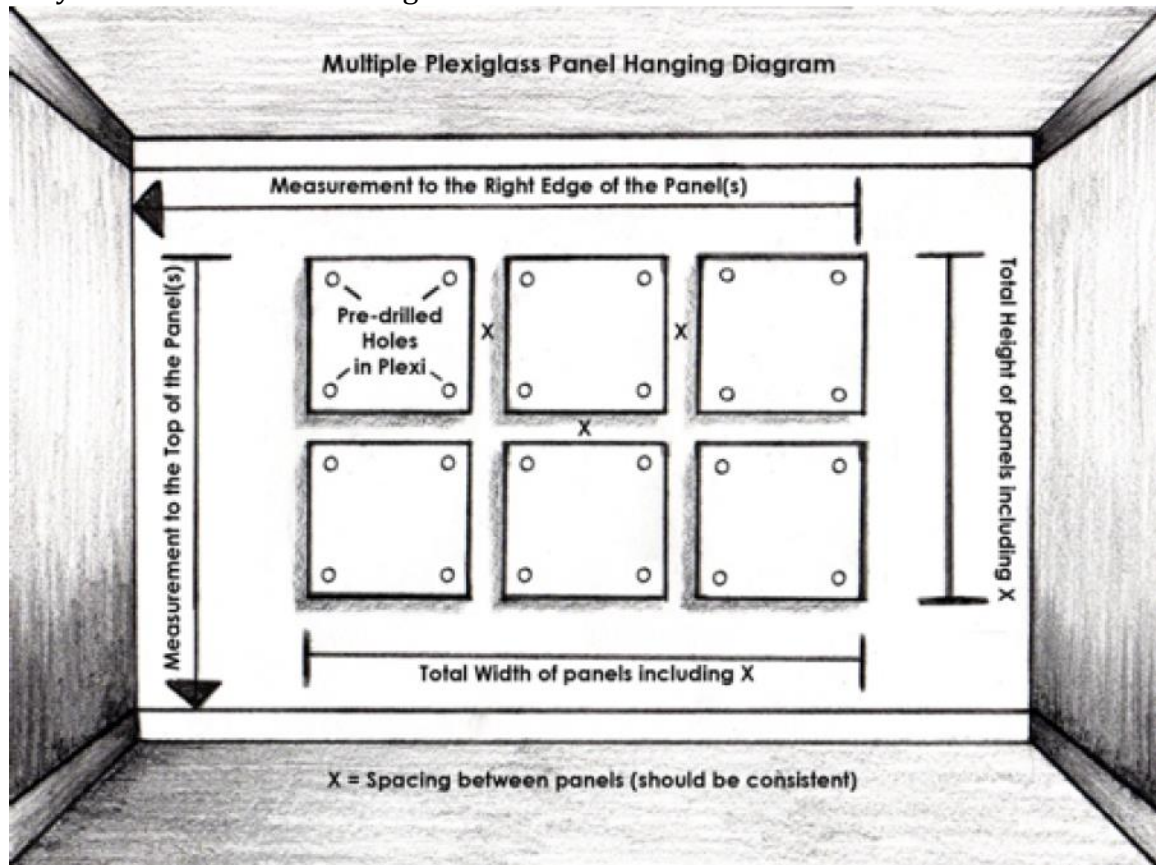 Multiple Plexiglass Panel Hanging Diagram
Measurement to the Right Edge of the Panel(s)
Measurement to the Top of the Panel(s)
Pre-drilled
Holes
in Plexi
X
X
X
Total Height of panels including X
Total Width of panels including X
X = Spacing between panels (should be consistent)